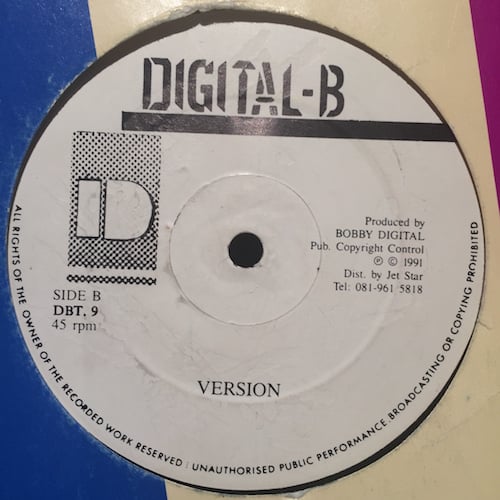 DIGITAL-B
D
Produced by
BOBBY DIGITAL
Pub. Copyright Control
Ⓟ © 1991
Dist. by Jet Star
Tel: 081-961 5818
SIDE B
DBT, 9
45 rpm
VERSION
ALL RIGHTS OF THE OWNER OF THE RECORDED WORK RESERVED : UNAUTHORISED PUBLIC PERFORMANCE. BROADCASTING OR COPYING PROHIBITED